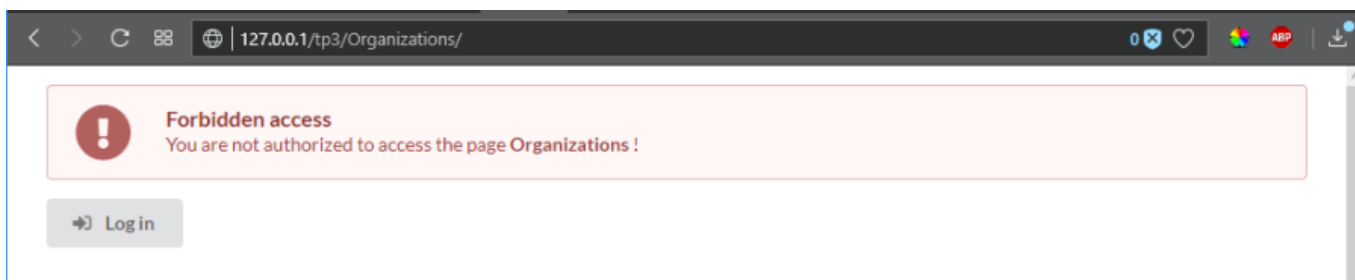 127.0.0.1/tp3/Organizations/
0
ABP
Forbidden access
You are not authorized to access the page Organizations !
Log in